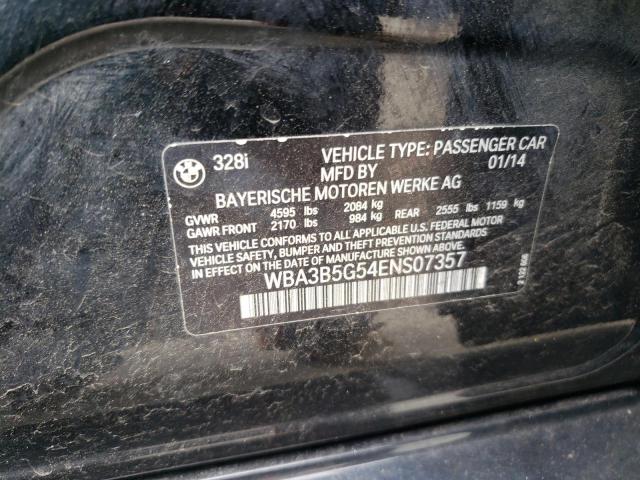 BMW
328i VEHICLE TYPE: PASSENGER CAR
MFD BY 01/14
BAYERISCHE MOTOREN WERKE AG
GVWR 4595 lbs 2084 kg
GAWR FRONT 2170 lbs 984 kg REAR 2555 lbs 1159 kg
THIS VEHICLE CONFORMS TO ALL APPLICABLE U.S. FEDERAL MOTOR
VEHICLE SAFETY, BUMPER AND THEFT PREVENTION STANDARDS
IN EFFECT ON THE DATE OF MANUFACTURE SHOWN ABOVE.
WBA3B5G54ENS07357